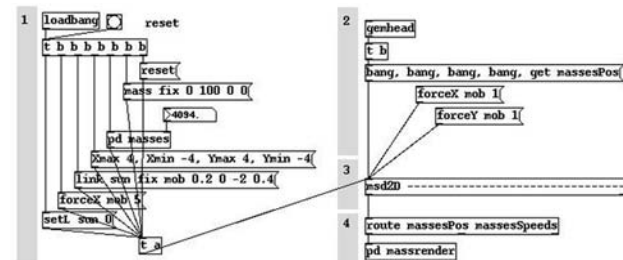 1
loadbang
reset
t b b b b b b b
reset
mass fix 0 100 0 0
>4094.
pd masses
Xmax 4, Xmin -4, Ymax 4, Ymin -4
link sun fix mob 0.2 0 -2 0.4
forceX mob 5
setL sun 0
t a
2
gemhead
t b
bang, bang, bang, bang, get massesPos
forceX mob 1
forceY mob 1
3
msd2D
4
route massesPos massesSpeeds
pd massrender